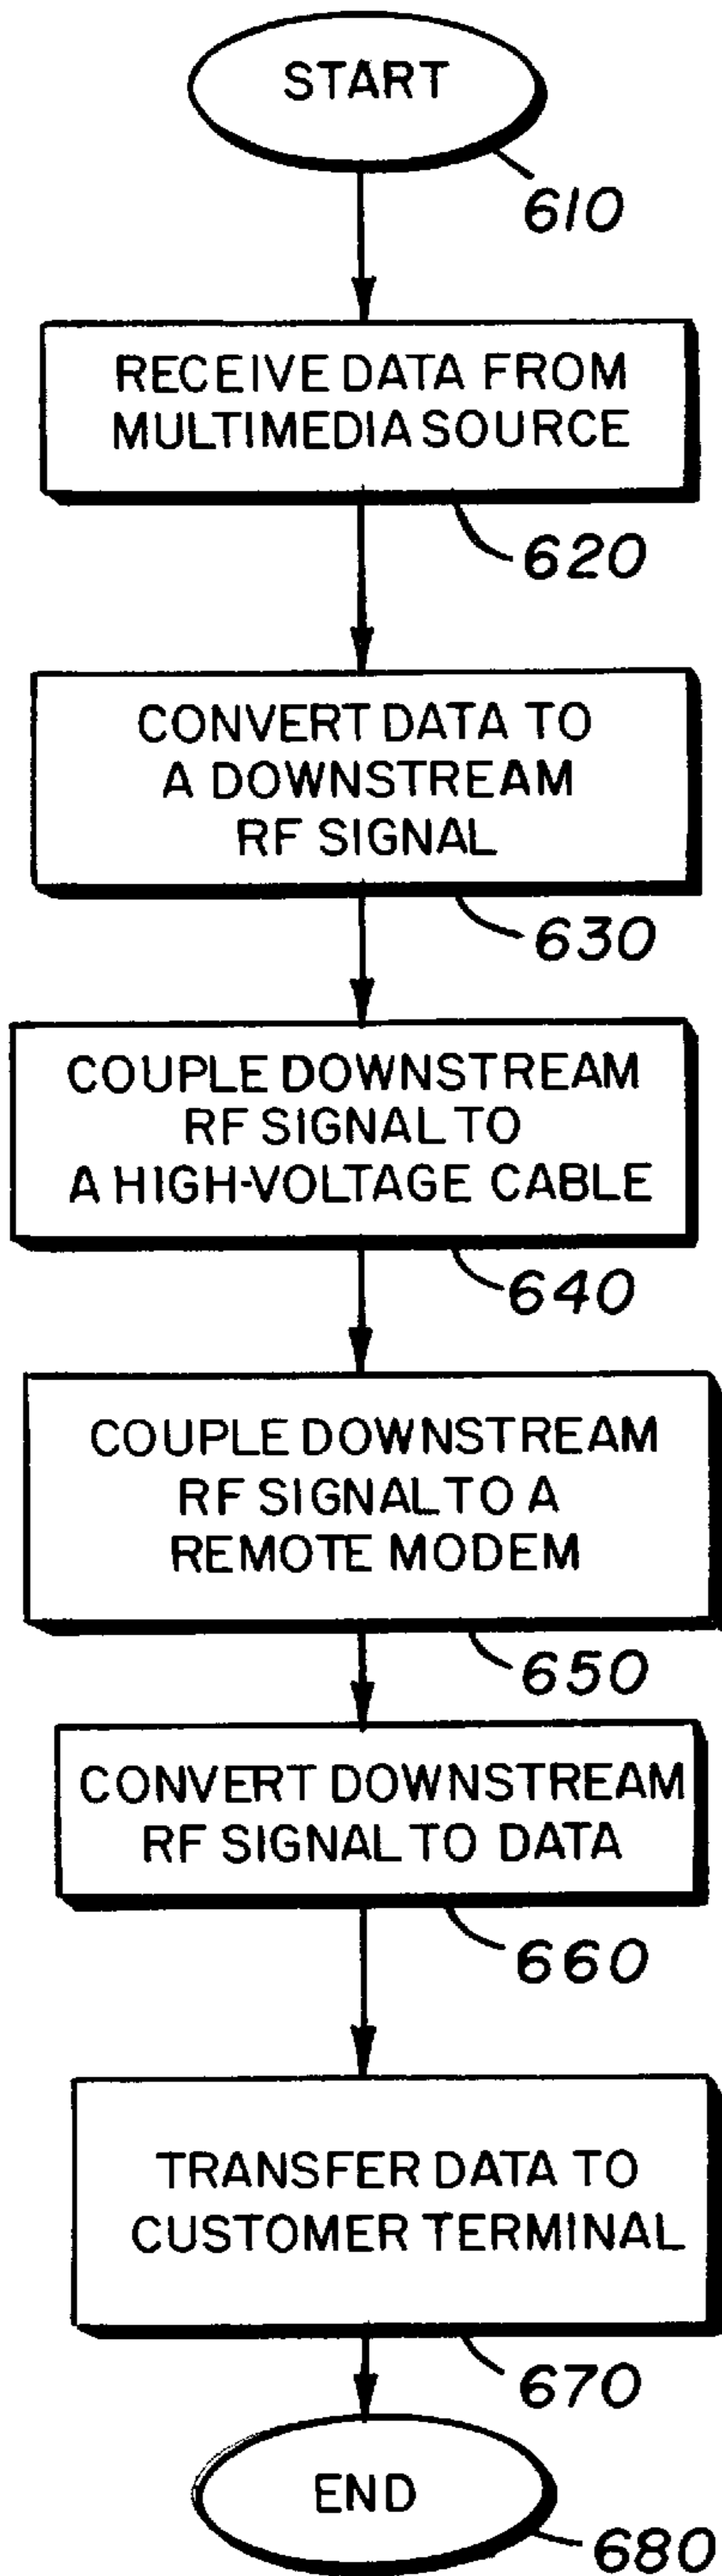 START
610
RECEIVE DATA FROM
MULTIMEDIA SOURCE
620
CONVERT DATA TO
A DOWNSTREAM
RF SIGNAL
630
COUPLE DOWNSTREAM
RF SIGNAL TO
A HIGH-VOLTAGE CABLE
640
COUPLE DOWNSTREAM
RF SIGNAL TO A
REMOTE MODEM
650
CONVERT DOWNSTREAM
RF SIGNAL TO DATA
660
TRANSFER DATA TO
CUSTOMER TERMINAL
670
END
680